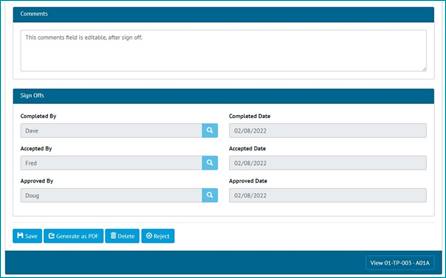 Comments
This comments field is editable, after sign off.
Sign Offs
Completed By Completed Date
Dave 02/08/2022
Accepted By Accepted Date
Fred 02/08/2022
Approved By Approved Date
Doug 02/08/2022
Save Generate as PDF Delete Reject
View 01-TP-003 - A01A